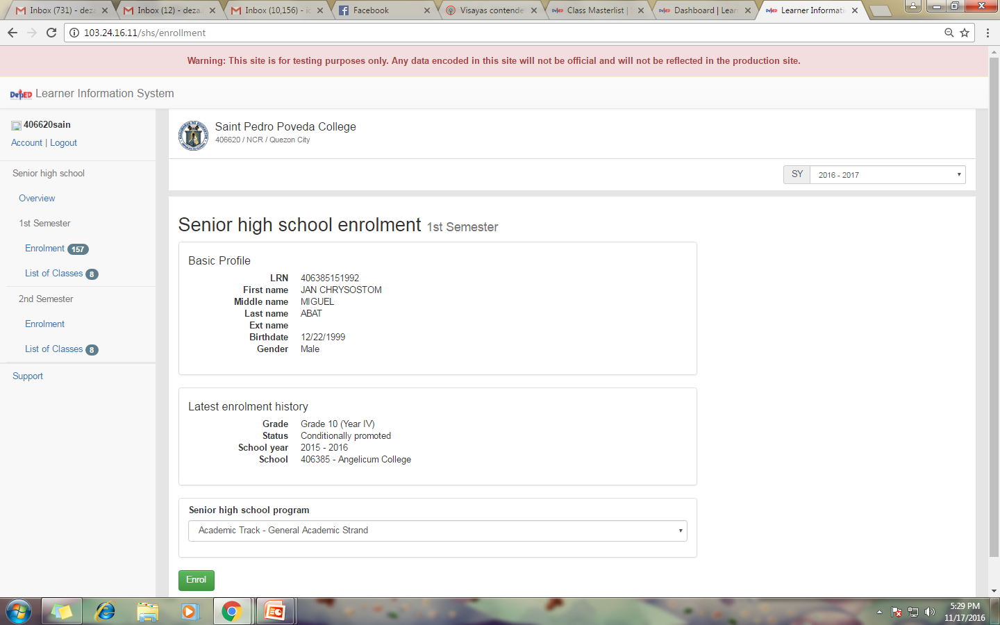 Inbox (731) - deza
Inbox (12) - deza
Inbox (10,156) - ic
Facebook
Visayas contende
Class Masterlist |
Dashboard | Lear
Learner Informati
103.24.16.11/shs/enrollment
Warning: This site is for testing purposes only. Any data encoded in this site will not be official and will not be reflected in the production site.
DepED Learner Information System
406620sain
Account | Logout
Senior high school
Overview
1st Semester
Enrolment 157
List of Classes 8
2nd Semester
Enrolment
List of Classes 8
Support
Saint Pedro Poveda College
406620 / NCR / Quezon City
SY 2016 - 2017
Senior high school enrolment 1st Semester
Basic Profile
LRN 406385151992
First name JAN CHRYSOSTOM
Middle name MIGUEL
Last name ABAT
Ext name
Birthdate 12/22/1999
Gender Male
Latest enrolment history
Grade Grade 10 (Year IV)
Status Conditionally promoted
School year 2015 - 2016
School 406385 - Angelicum College
Senior high school program
Academic Track - General Academic Strand
Enrol
5:29 PM
11/17/2016